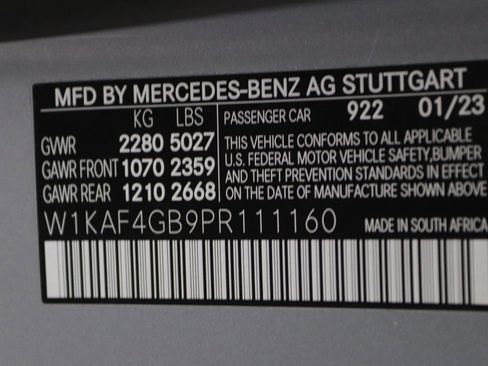 MFD BY MERCEDES-BENZ AG STUTTGART
KG LBS
GVWR 2280 5027
GAWR FRONT 1070 2359
GAWR REAR 1210 2668
PASSENGER CAR 922 01/23
THIS VEHICLE CONFORMS TO ALL APPLICABLE
U.S. FEDERAL MOTOR VEHICLE SAFETY, BUMPER
AND THEFT PREVENTION STANDARDS IN EFFECT
ON THE DATE OF MANUFACTURE SHOWN ABOVE
W1KAF4GB9PR111160 MADE IN SOUTH AFRICA